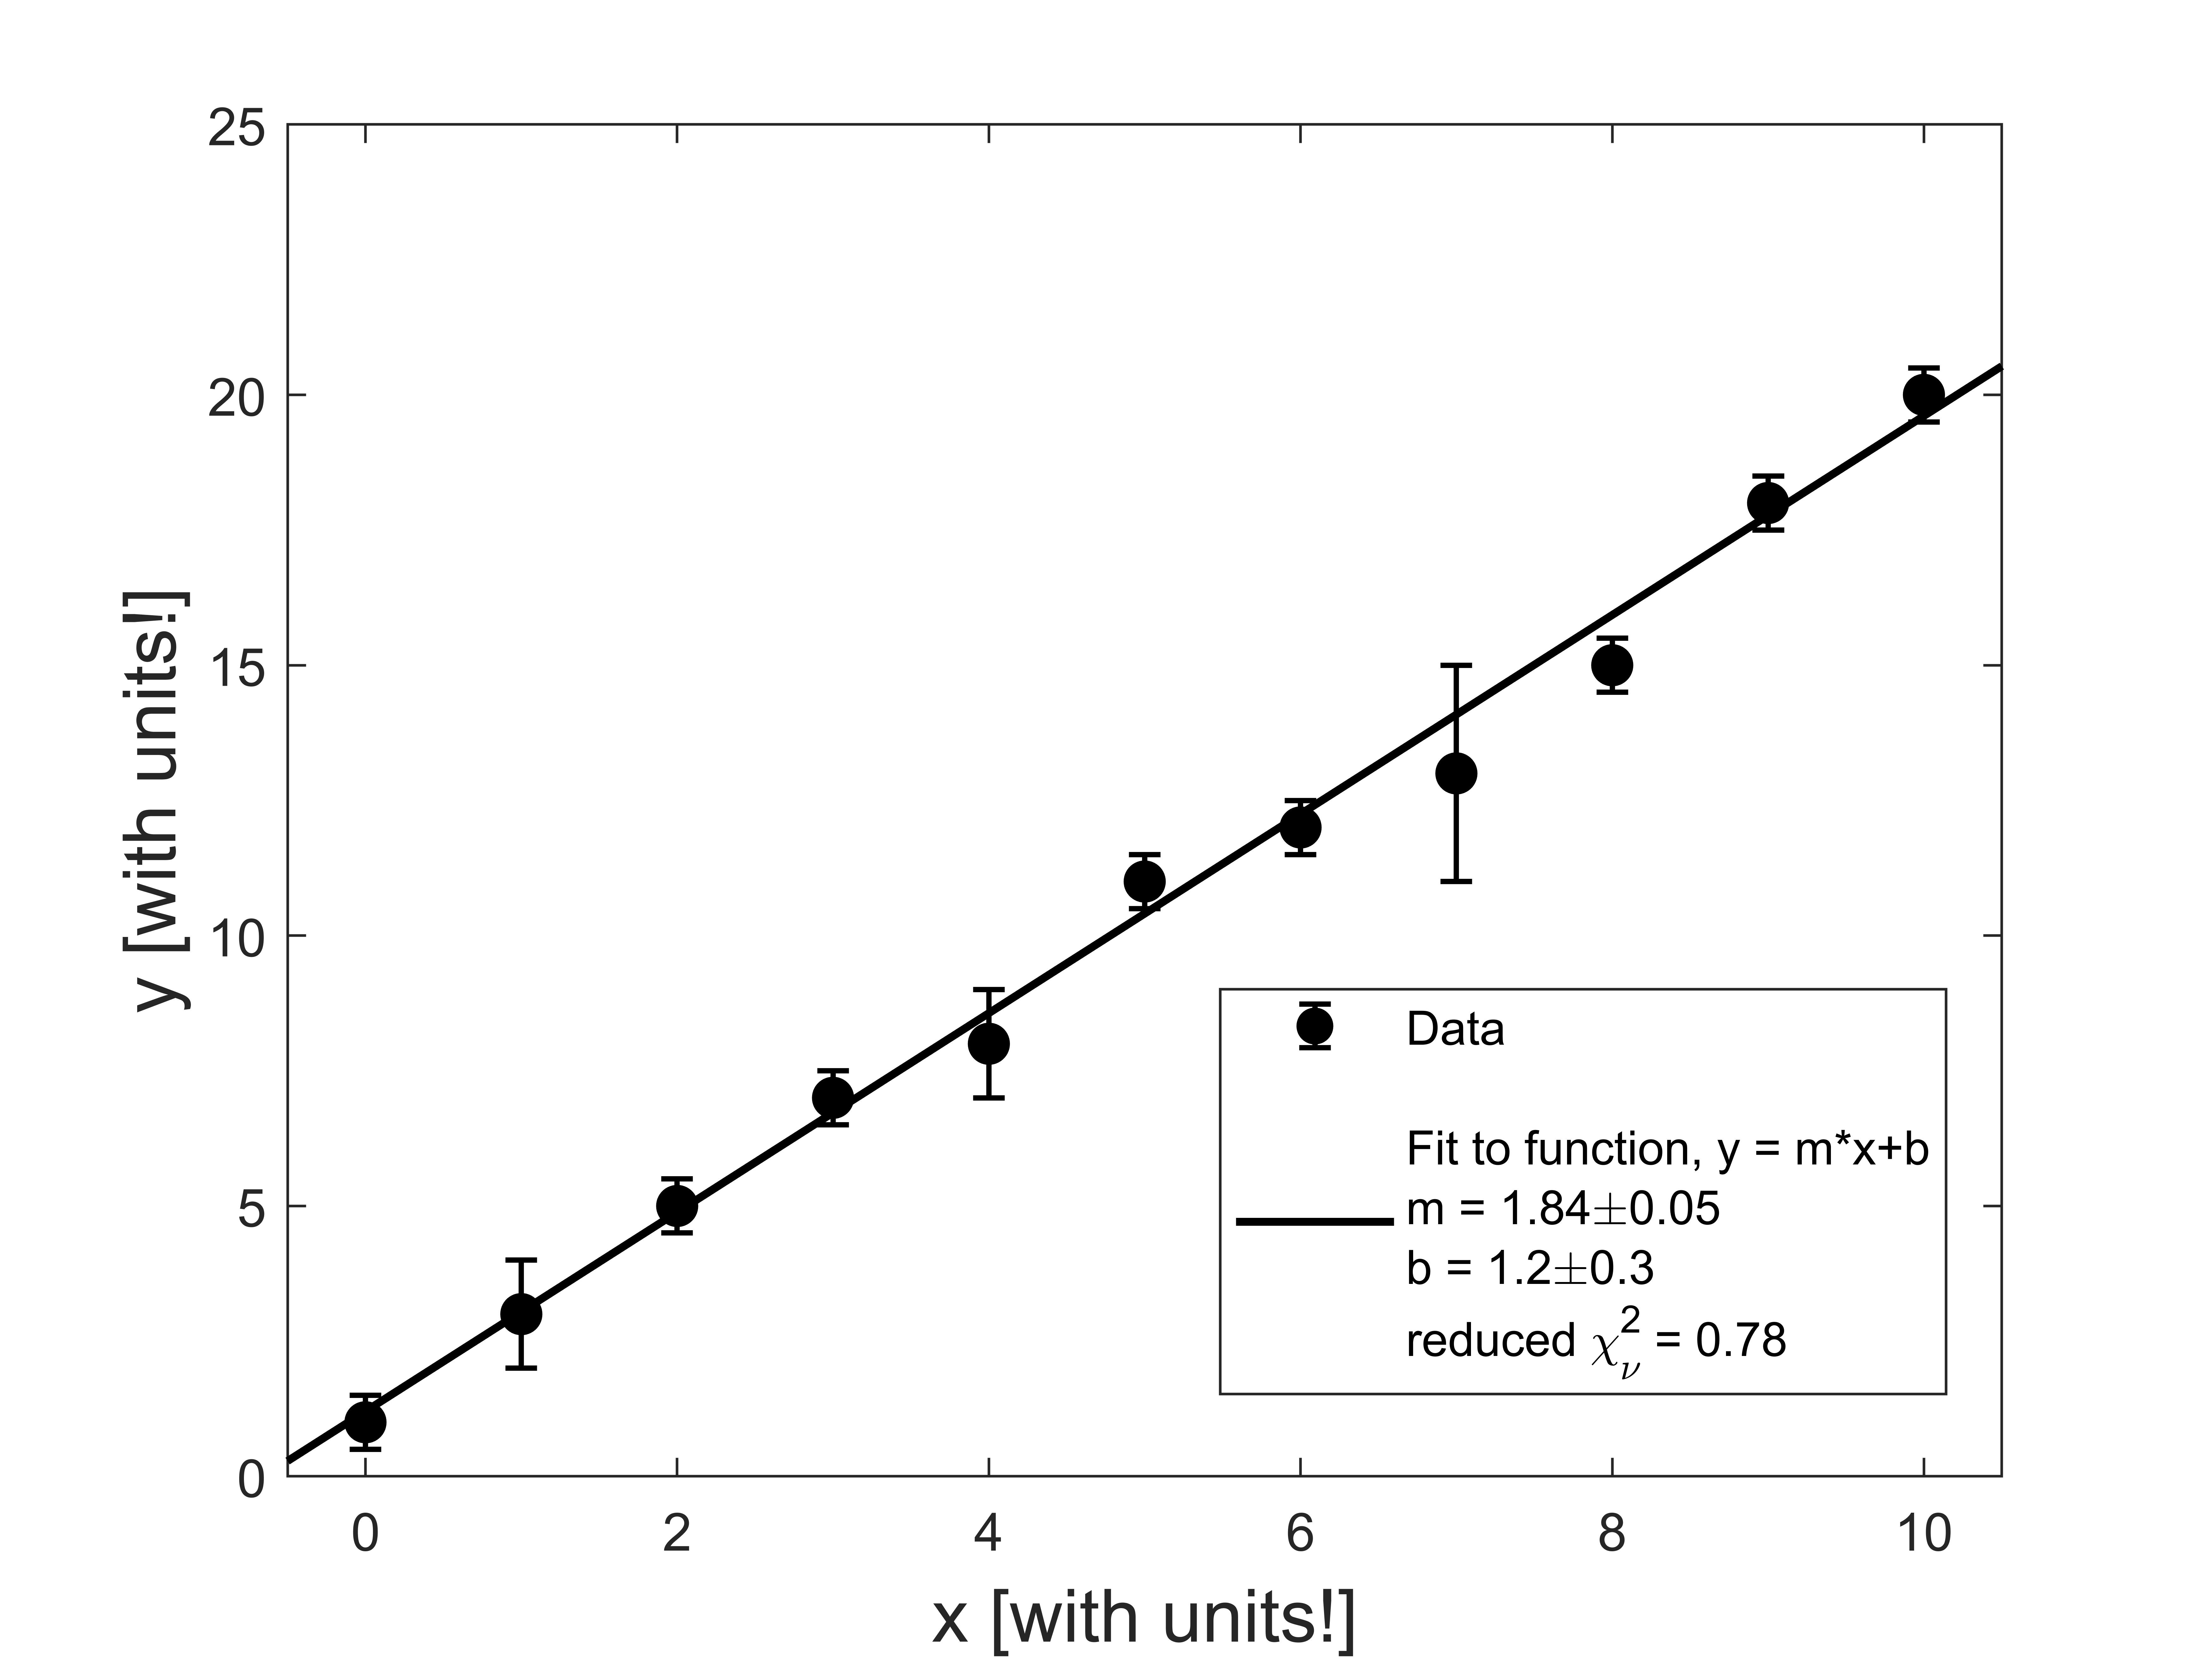 25
20
15
10
5
0
y [with units!]
Data
Fit to function, y = m*x+b
m = 1.84±0.05
b = 1.2±0.3
reduced χ²ᵥ = 0.78
0 2 4 6 8 10
x [with units!]